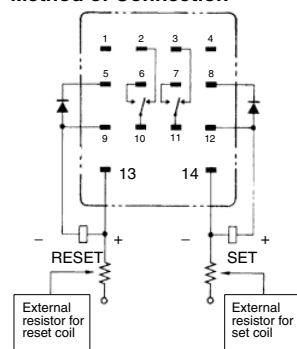 Method of Connection
1 2 3 4
5 6 7 8
9 10 11 12
13 14
− + − +
RESET SET
External
resistor for
reset coil
External
resistor for
set coil